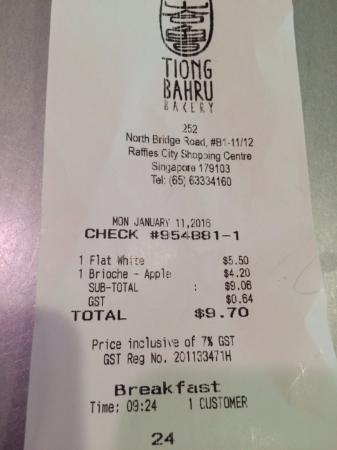 TIONG
BAHRU
BAKERY
252
North Bridge Road, #B1-11/12
Raffles City Shopping Centre
Singapore 179103
Tel: (65) 63334160
MON JANUARY 11,2016
CHECK #954881-1
1 Flat White $5.50
1 Brioche - Apple $4.20
SUB-TOTAL : $9.06
GST $0.64
TOTAL $9.70
Price inclusive of 7% GST
GST Reg No. 201133471H
Breakfast
Time: 09:24 1 CUSTOMER
24